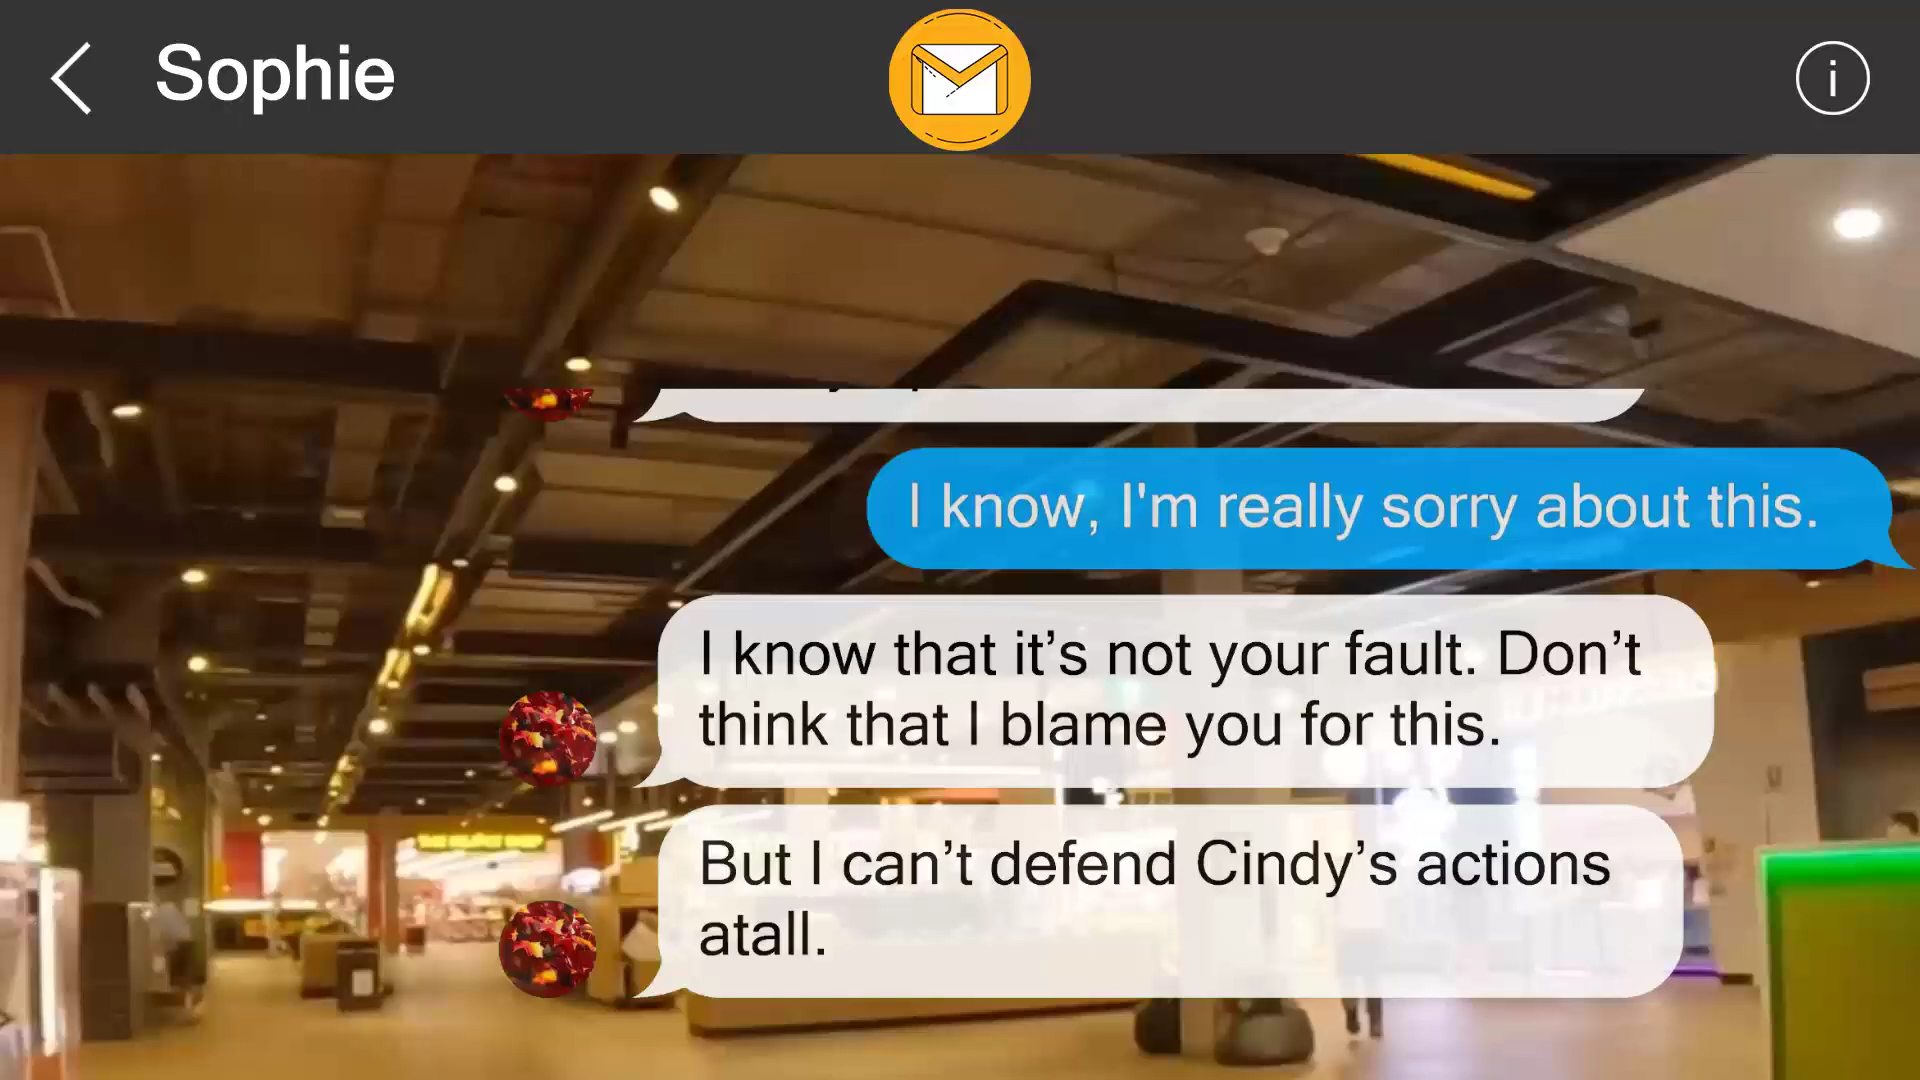 Sophie
i
I know, I'm really sorry about this.
I know that it’s not your fault. Don’t
think that I blame you for this.
But I can’t defend Cindy’s actions
atall.